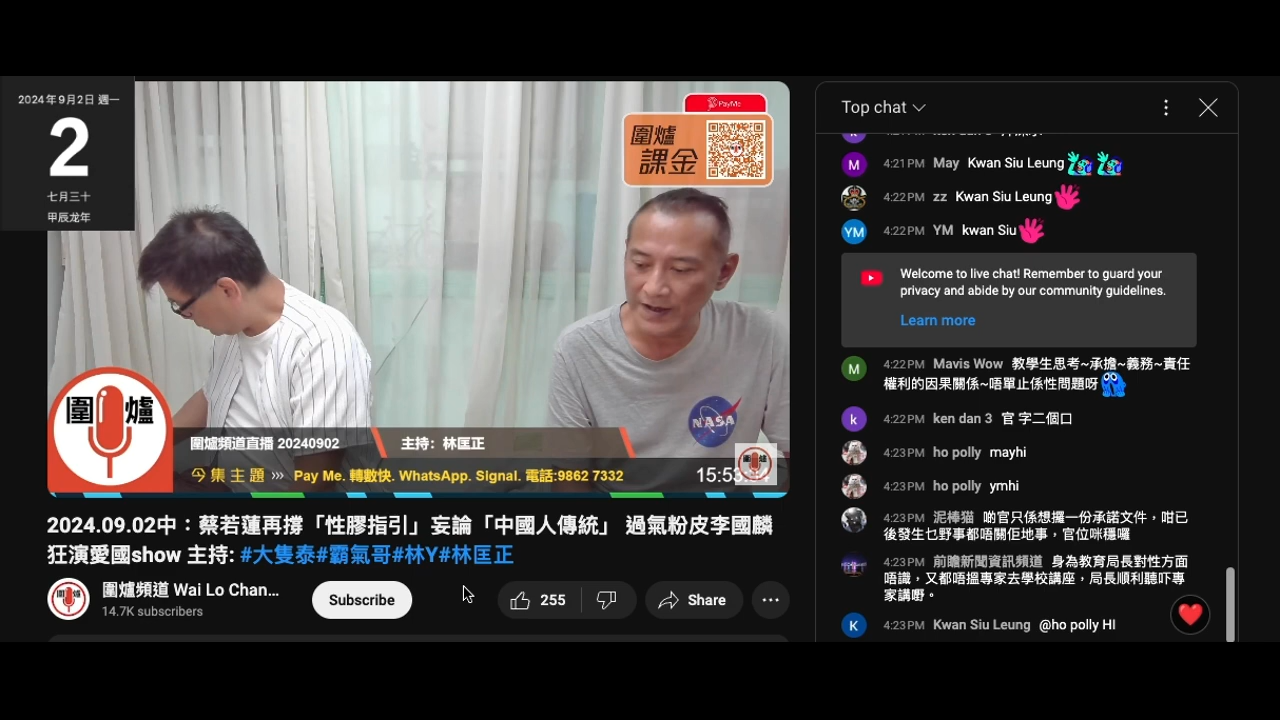 2024年9月2日 週一
2
七月三十
甲辰龙年
PayMe
圍爐
課金
圍爐
NASA
圍爐頻道直播 20240902
主持：林匡正
今集主題 ››› Pay Me. 轉數快. WhatsApp. Signal. 電話:9862 7332
2024.09.02中：蔡若蓮再撐「性膠指引」妄論「中國人傳統」 過氣粉皮李國麟
狂演愛國show 主持: #大隻泰#霸氣哥#林Y#林匡正
圍爐頻道 Wai Lo Chan...
14.7K subscribers
Subscribe
255
Share
Top chat
4:21 PM May Kwan Siu Leung
4:22 PM zz Kwan Siu Leung
4:22 PM YM kwan Siu
Welcome to live chat! Remember to guard your
privacy and abide by our community guidelines.
Learn more
4:22 PM Mavis Wow 教學生思考~承擔~義務~責任
權利的因果關係~唔單止係性問題呀
4:22 PM ken dan 3 官 字二個口
4:23 PM ho polly mayhi
4:23 PM ho polly ymhi
4:23 PM 泥棒猫 啲官只係想攞一份承諾文件，咁已
後發生乜野事都唔關佢地事，官位咪穩囉
4:23 PM 前瞻新聞資訊頻道 身為教育局長對性方面
唔識，又都唔搵專家去學校講座，局長順利聽吓專
家講嘢。
4:23 PM Kwan Siu Leung @ho polly HI